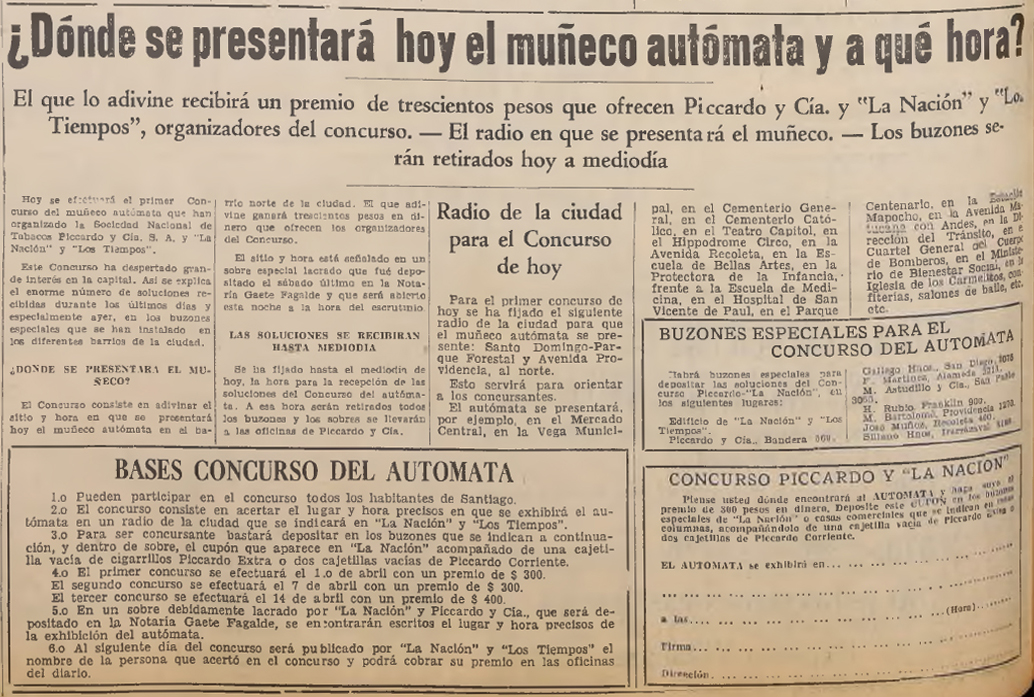 ¿Dónde se presentará hoy el muñeco autómata y a qué hora?
El que lo adivine recibirá un premio de trescientos pesos que ofrecen Piccardo y Cía. y "La Nación" y "Los
Tiempos", organizadores del concurso. — El radio en que se presentará el muñeco. — Los buzones se-
rán retirados hoy a mediodía
Hoy se efectuará el primer Con-
curso del muñeco autómata que han
organizado la Sociedad Nacional de
Tabacos Piccardo y Cía. S. A. y "La
Nación" y "Los Tiempos".
Este Concurso ha despertado gran-
de interés en la capital. Así se explica
el enorme número de soluciones re-
cibidas durante los últimos días y
especialmente ayer, en los buzones
especiales que se han instalado en
los diferentes barrios de la ciudad.
¿DONDE SE PRESENTARA EL MU-
ÑECO?
El Concurso consiste en adivinar el
sitio y hora en que se presentará
hoy el muñeco autómata en el ba-
rrio norte de la ciudad. El que adi-
vine ganará trescientos pesos en di-
nero que ofrecen los organizadores
del Concurso.
El sitio y hora está señalado en un
sobre especial lacrado que fué depo-
sitado el sábado último en la Nota-
ría Gaete Fagalde y que será abierto
esta noche a la hora del escrutinio.
LAS SOLUCIONES SE RECIBIRAN
HASTA MEDIODIA
Se ha fijado hasta el mediodía de
hoy, la hora para la recepción de las
soluciones del Concurso del autóma-
ta. A esa hora serán retirados todos
los buzones y los sobres se llevarán
a las oficinas de Piccardo y Cía.
Radio de la ciudad
para el Concurso
de hoy
Para el primer concurso de
hoy se ha fijado el siguiente
radio de la ciudad para que
el muñeco autómata se pre-
sente: Santo Domingo-Par-
que Forestal y Avenida Pro-
videncia, al norte.
Esto servirá para orientar
a los concursantes.
El autómata se presentará,
por ejemplo, en el Mercado
Central, en la Vega Munici-
pal, en el Cementerio Gene-
ral, en el Cementerio Cató-
lico, en el Teatro Capitol, en
el Hippodrome Circo, en la
Avenida Recoleta, en la Es-
cuela de Bellas Artes, en la
Protectora de la Infancia,
frente a la Escuela de Medi-
cina, en el Hospital de San
Vicente de Paul, en el Parque
Centenario, en la Estación
Mapocho, en la Avenida Ma-
tucana con Andes, en la Di-
rección del Tránsito, en el
Cuartel General del Cuerpo
de Bomberos, en el Ministe-
rio de Bienestar Social, en la
Iglesia de los Carmelitos, con-
fiterías, salones de baile, etc.
etc.
BUZONES ESPECIALES PARA EL
CONCURSO DEL AUTOMATA
Habrá buzones especiales para
depositar las soluciones del Con-
curso Piccardo-"La Nación", en
los siguientes lugares:
Edificio de "La Nación" y "Los
Tiempos".
Piccardo y Cía., Bandera
Gallego Hnos., San Diego
F. Martínez, Alameda 3211.
M. Astudillo y Cía., San Pablo
H. Rubio, Franklin 900.
M. Bartolomé, Providencia
José Muñoz, Recoleta 400.
Hnos, Irarrázaval
BASES CONCURSO DEL AUTOMATA
1.o Pueden participar en el concurso todos los habitantes de Santiago.
2.o El concurso consiste en acertar el lugar y hora precisos en que se exhibirá el au-
tómata en un radio de la ciudad que se indicará en "La Nación" y "Los Tiempos".
3.o Para ser concursante bastará depositar en los buzones que se indican a continua-
ción, y dentro de sobre, el cupón que aparece en "La Nación" acompañado de una cajeti-
lla vacía de cigarrillos Piccardo Extra o dos cajetillas vacías de Piccardo Corriente.
4.o El primer concurso se efectuará el 1.o de abril con un premio de $ 300.
El segundo concurso se efectuará el 7 de abril con un premio de $ 300.
El tercer concurso se efectuará el 14 de abril con un premio de $ 400.
5.o En un sobre debidamente lacrado por "La Nación" y Piccardo y Cía., que será de-
positado en la Notaría Gaete Fagalde, se encontrarán escritos el lugar y hora precisos de
la exhibición del autómata.
6.o Al siguiente día del concurso será publicado por "La Nación" y "Los Tiempos" el
nombre de la persona que acertó en el concurso y podrá cobrar su premio en las oficinas
del diario.
CONCURSO PICCARDO Y "LA NACION"
Piense usted dónde encontrará al AUTOMATA y haga suyo el
premio de 300 pesos en dinero. Deposite este CUPON en los buzones
especiales de "La Nación" o casas comerciales que se indican en estas
columnas, acompañándolo de una cajetilla vacía de Piccardo Extra o
dos cajetillas de Piccardo Corriente.
EL AUTOMATA se exhibirá en... ... ... ... ... ...
... ... ... ... ... ... ... ... ... ...
a las... ... ... ... ... ... ... ...(Hora)...
Firma... ... ... ... ... ... ... ...
Dirección... ... ... ... ... ... ...